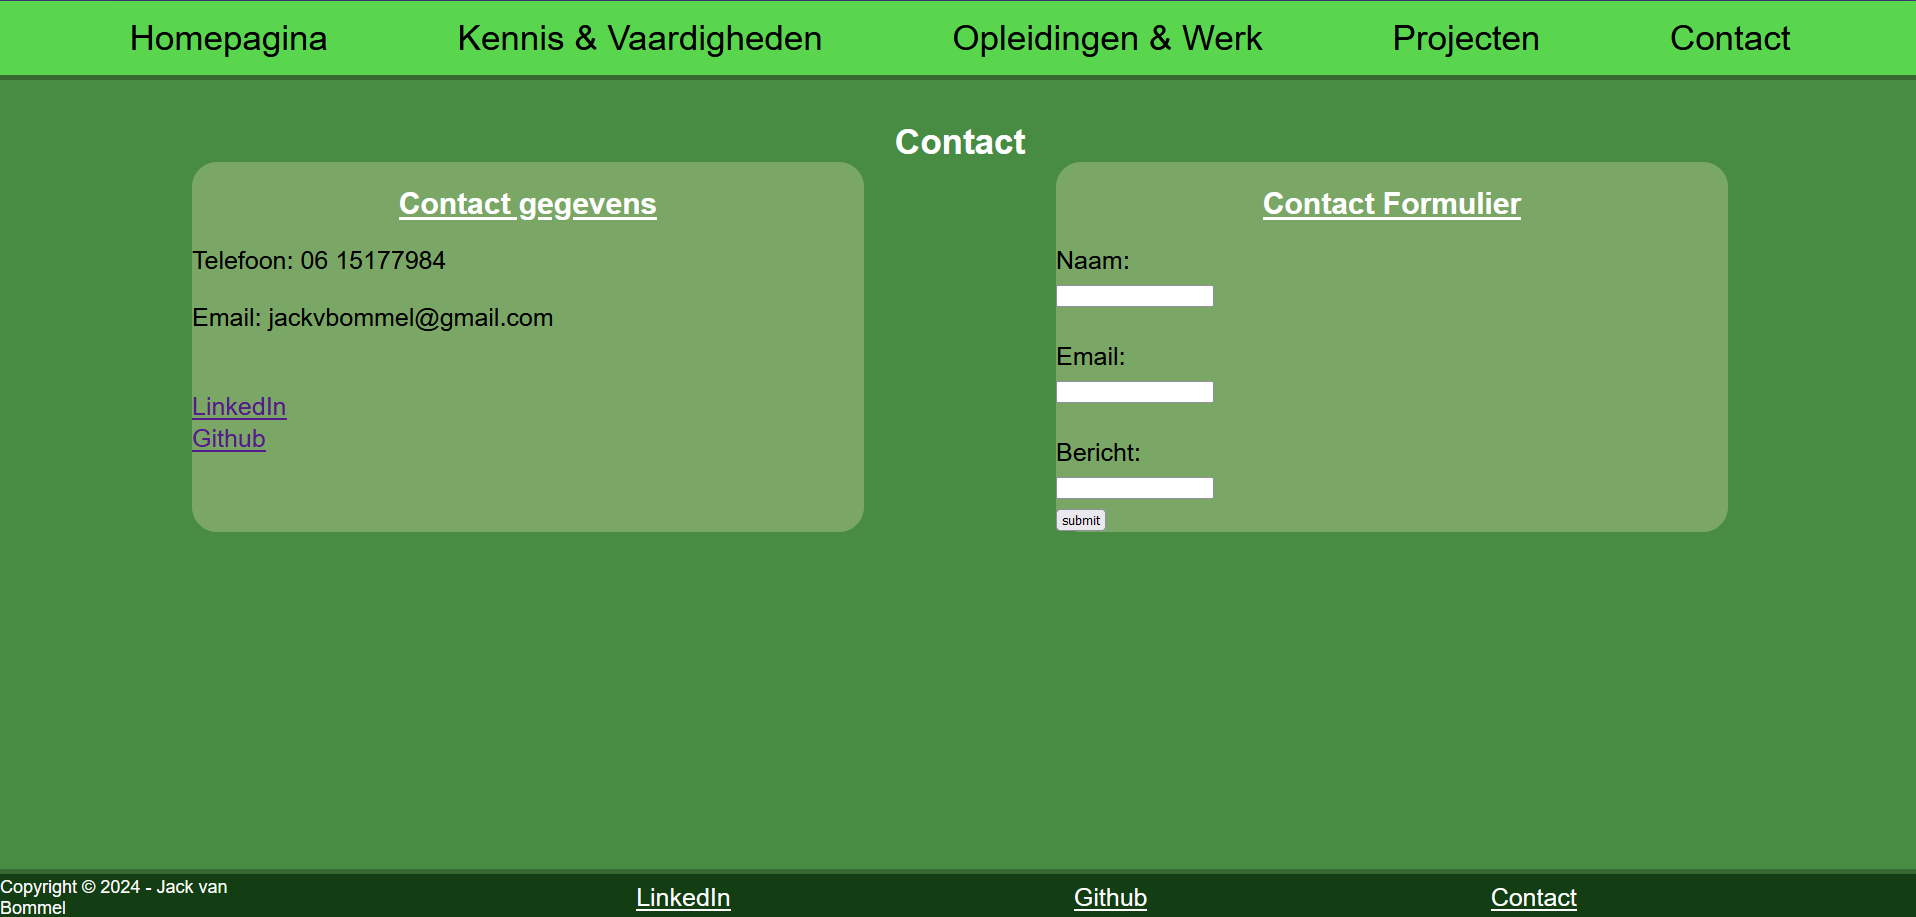 Homepagina Kennis & Vaardigheden Opleidingen & Werk Projecten Contact
Contact
Contact gegevens
Telefoon: 06 15177984
Email: jackvbommel@gmail.com
LinkedIn
Github
Contact Formulier
Naam:
Email:
Bericht:
submit
Copyright © 2024 - Jack van
Bommel
LinkedIn Github Contact